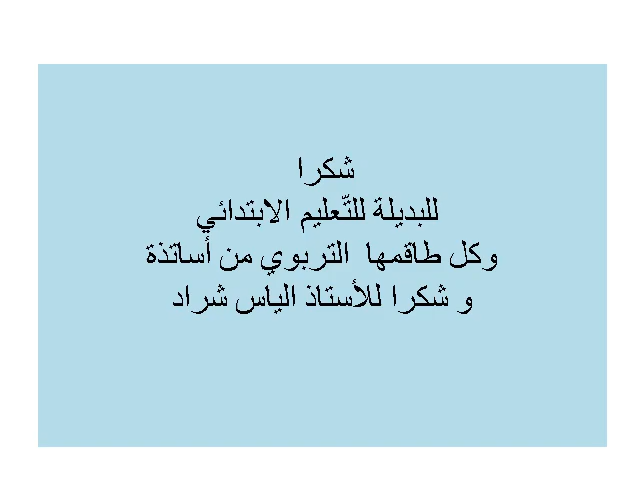 شكرا
للبديلة للتّعليم الابتدائي
وكل طاقمها التربوي من أساتذة
و شكرا للأستاذ الياس شراد